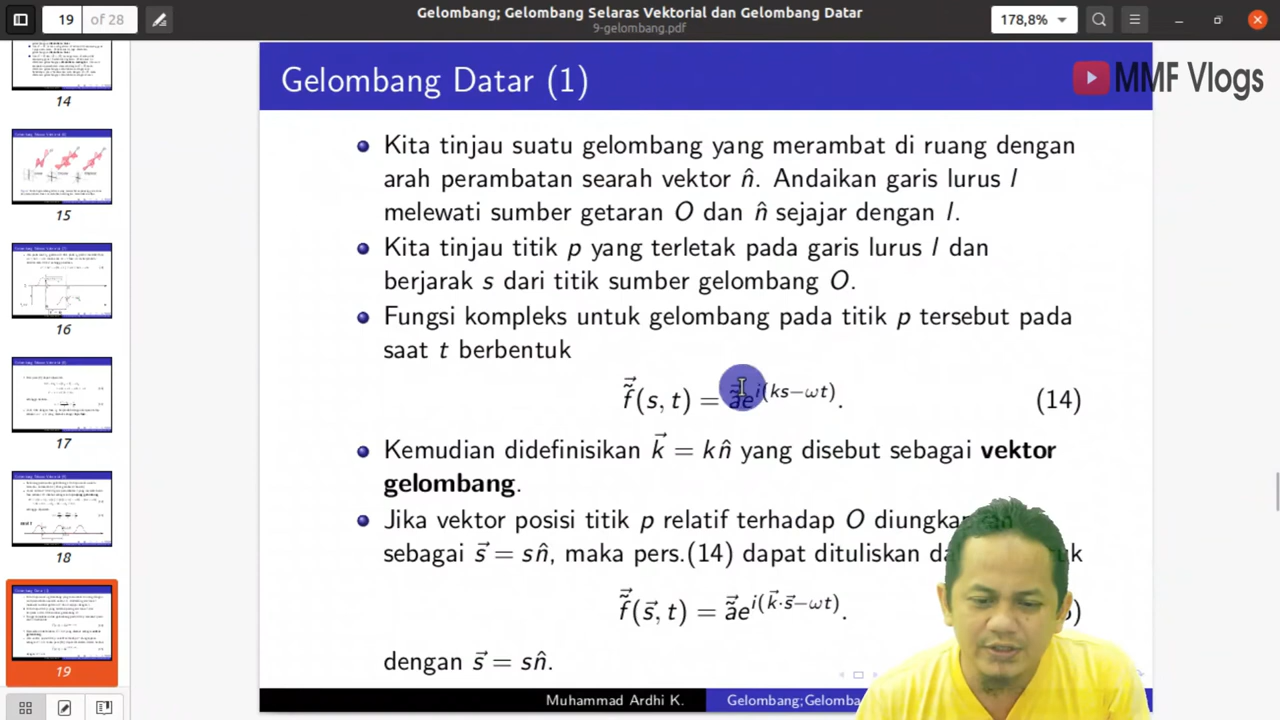 19 of 28
Gelombang; Gelombang Selaras Vektorial dan Gelombang Datar
9-gelombang.pdf
178,8%
14
15
16
17
18
19
Gelombang Datar (1)
MMF Vlogs
Kita tinjau suatu gelombang yang merambat di ruang dengan
arah perambatan searah vektor n̂. Andaikan garis lurus l
melewati sumber getaran O dan n̂ sejajar dengan l.
Kita tinjau titik p yang terletak pada garis lurus l dan
berjarak s dari titik sumber gelombang O.
Fungsi kompleks untuk gelombang pada titik p tersebut pada
saat t berbentuk
f̃⃗(s, t) = ã⃗e^{i(ks−ωt)}. (14)
Kemudian didefinisikan k⃗ = kn̂ yang disebut sebagai vektor
gelombang.
Jika vektor posisi titik p relatif terhadap O diungkapkan
sebagai s⃗ = sn̂, maka pers.(14) dapat dituliskan
f̃⃗(s⃗, t) = ã⃗e^{i(k⃗·s⃗−ωt)}.
dengan s⃗ = sn̂.
Muhammad Ardhi K.
Gelombang;Gelomba